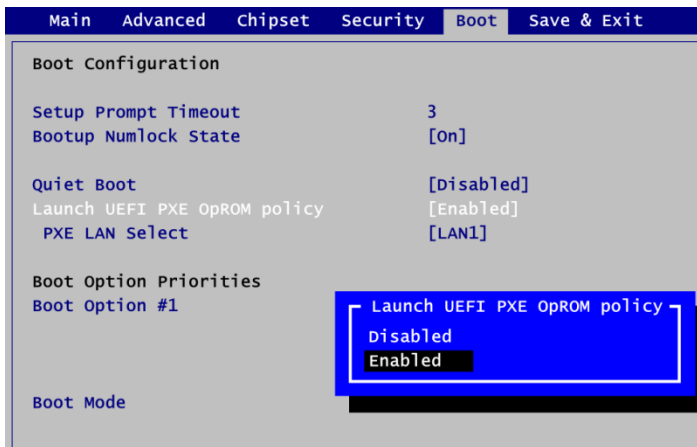 Main Advanced Chipset Security Boot Save & Exit
Boot Configuration
Setup Prompt Timeout 3
Bootup Numlock State [On]
Quiet Boot [Disabled]
Launch UEFI PXE OpROM policy [Enabled]
PXE LAN Select [LAN1]
Boot Option Priorities
Boot Option #1
Launch UEFI PXE OpROM policy
Disabled
Enabled
Boot Mode